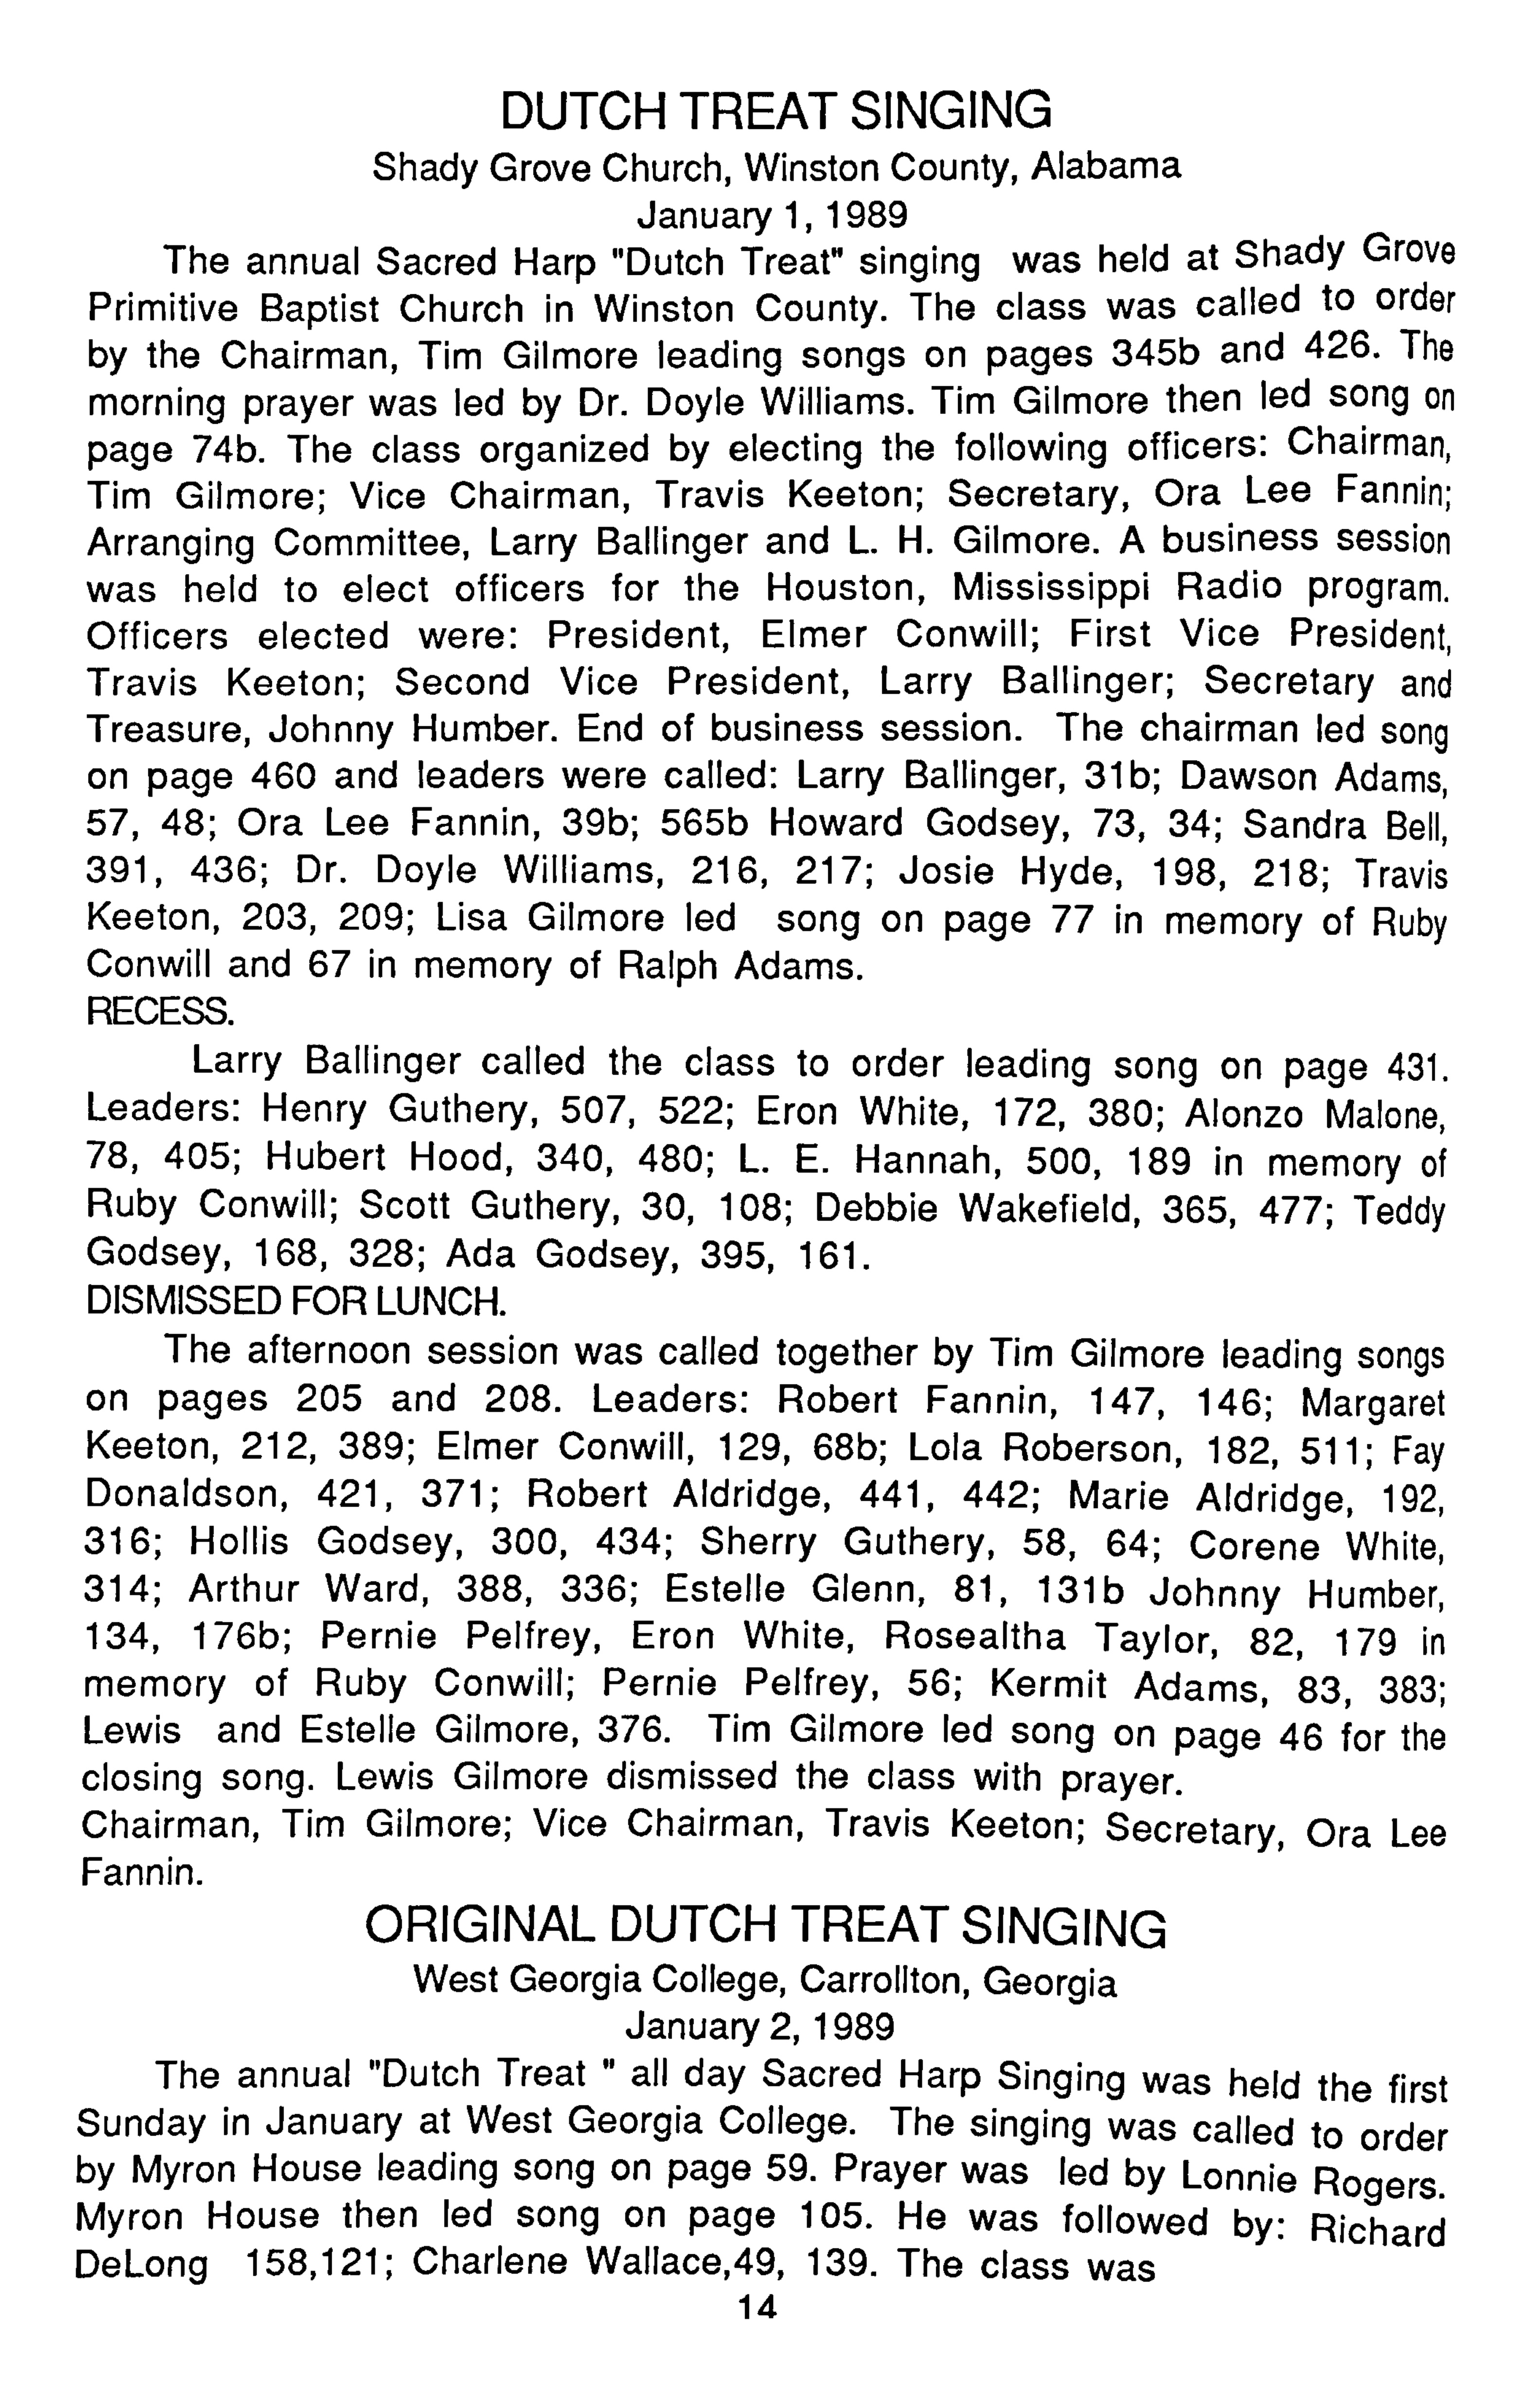 DUTCH TREAT SINGING
Shady Grove Church, Winston County, Alabama
January 1, 1989
The annual Sacred Harp "Dutch Treat" singing was held at Shady Grove
Primitive Baptist Church in Winston County. The class was called to order
by the Chairman, Tim Gilmore leading songs on pages 345b and 426. The
morning prayer was led by Dr. Doyle Williams. Tim Gilmore then led song on
page 74b. The class organized by electing the following officers: Chairman,
Tim Gilmore; Vice Chairman, Travis Keeton; Secretary, Ora Lee Fannin;
Arranging Committee, Larry Ballinger and L. H. Gilmore. A business session
was held to elect officers for the Houston, Mississippi Radio program.
Officers elected were: President, Elmer Conwill; First Vice President,
Travis Keeton; Second Vice President, Larry Ballinger; Secretary and
Treasure, Johnny Humber. End of business session. The chairman led song
on page 460 and leaders were called: Larry Ballinger, 31b; Dawson Adams,
57, 48; Ora Lee Fannin, 39b; 565b Howard Godsey, 73, 34; Sandra Bell,
391, 436; Dr. Doyle Williams, 216, 217; Josie Hyde, 198, 218; Travis
Keeton, 203, 209; Lisa Gilmore led song on page 77 in memory of Ruby
Conwill and 67 in memory of Ralph Adams.
RECESS.
Larry Ballinger called the class to order leading song on page 431.
Leaders: Henry Guthery, 507, 522; Eron White, 172, 380; Alonzo Malone,
78, 405; Hubert Hood, 340, 480; L. E. Hannah, 500, 189 in memory of
Ruby Conwill; Scott Guthery, 30, 108; Debbie Wakefield, 365, 477; Teddy
Godsey, 168, 328; Ada Godsey, 395, 161.
DISMISSED FOR LUNCH.
The afternoon session was called together by Tim Gilmore leading songs
on pages 205 and 208. Leaders: Robert Fannin, 147, 146; Margaret
Keeton, 212, 389; Elmer Conwill, 129, 68b; Lola Roberson, 182, 511; Fay
Donaldson, 421, 371; Robert Aldridge, 441, 442; Marie Aldridge, 192,
316; Hollis Godsey, 300, 434; Sherry Guthery, 58, 64; Corene White,
314; Arthur Ward, 388, 336; Estelle Glenn, 81, 131b Johnny Humber,
134, 176b; Pernie Pelfrey, Eron White, Rosealtha Taylor, 82, 179 in
memory of Ruby Conwill; Pernie Pelfrey, 56; Kermit Adams, 83, 383;
Lewis and Estelle Gilmore, 376. Tim Gilmore led song on page 46 for the
closing song. Lewis Gilmore dismissed the class with prayer.
Chairman, Tim Gilmore; Vice Chairman, Travis Keeton; Secretary, Ora Lee
Fannin.
ORIGINAL DUTCH TREAT SINGING
West Georgia College, Carrollton, Georgia
January 2, 1989
The annual "Dutch Treat " all day Sacred Harp Singing was held the first
Sunday in January at West Georgia College. The singing was called to order
by Myron House leading song on page 59. Prayer was led by Lonnie Rogers.
Myron House then led song on page 105. He was followed by: Richard
DeLong 158,121; Charlene Wallace,49, 139. The class was
14